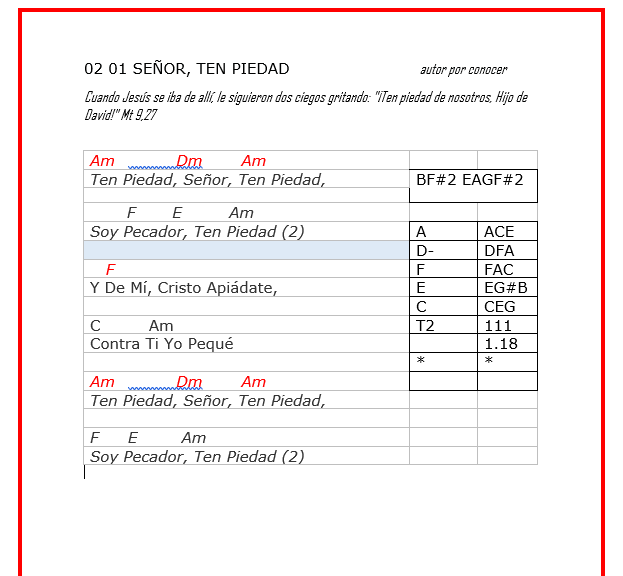 02 01 SEÑOR, TEN PIEDAD autor por conocer
Cuando Jesús se iba de allí, le siguieron dos ciegos gritando: "¡Ten piedad de nosotros, Hijo de
David!" Mt 9,27
Am Dm Am
Ten Piedad, Señor, Ten Piedad, BF#2 EAGF#2
F E Am
Soy Pecador, Ten Piedad (2) A ACE
D- DFA
F F FAC
Y De Mí, Cristo Apiádate, E EG#B
C CEG
C Am T2 111
Contra Ti Yo Pequé 1.18
* *
Am Dm Am
Ten Piedad, Señor, Ten Piedad,
F E Am
Soy Pecador, Ten Piedad (2)